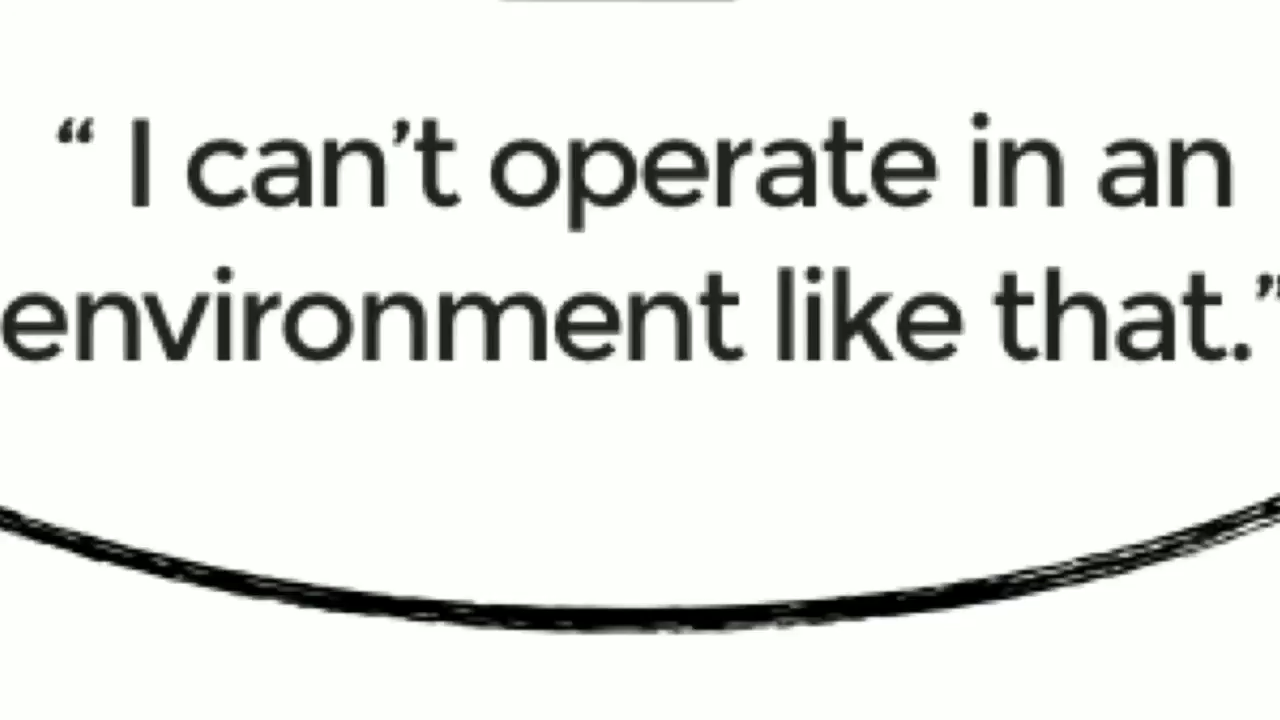 “ I can’t operate in an
environment like that.”